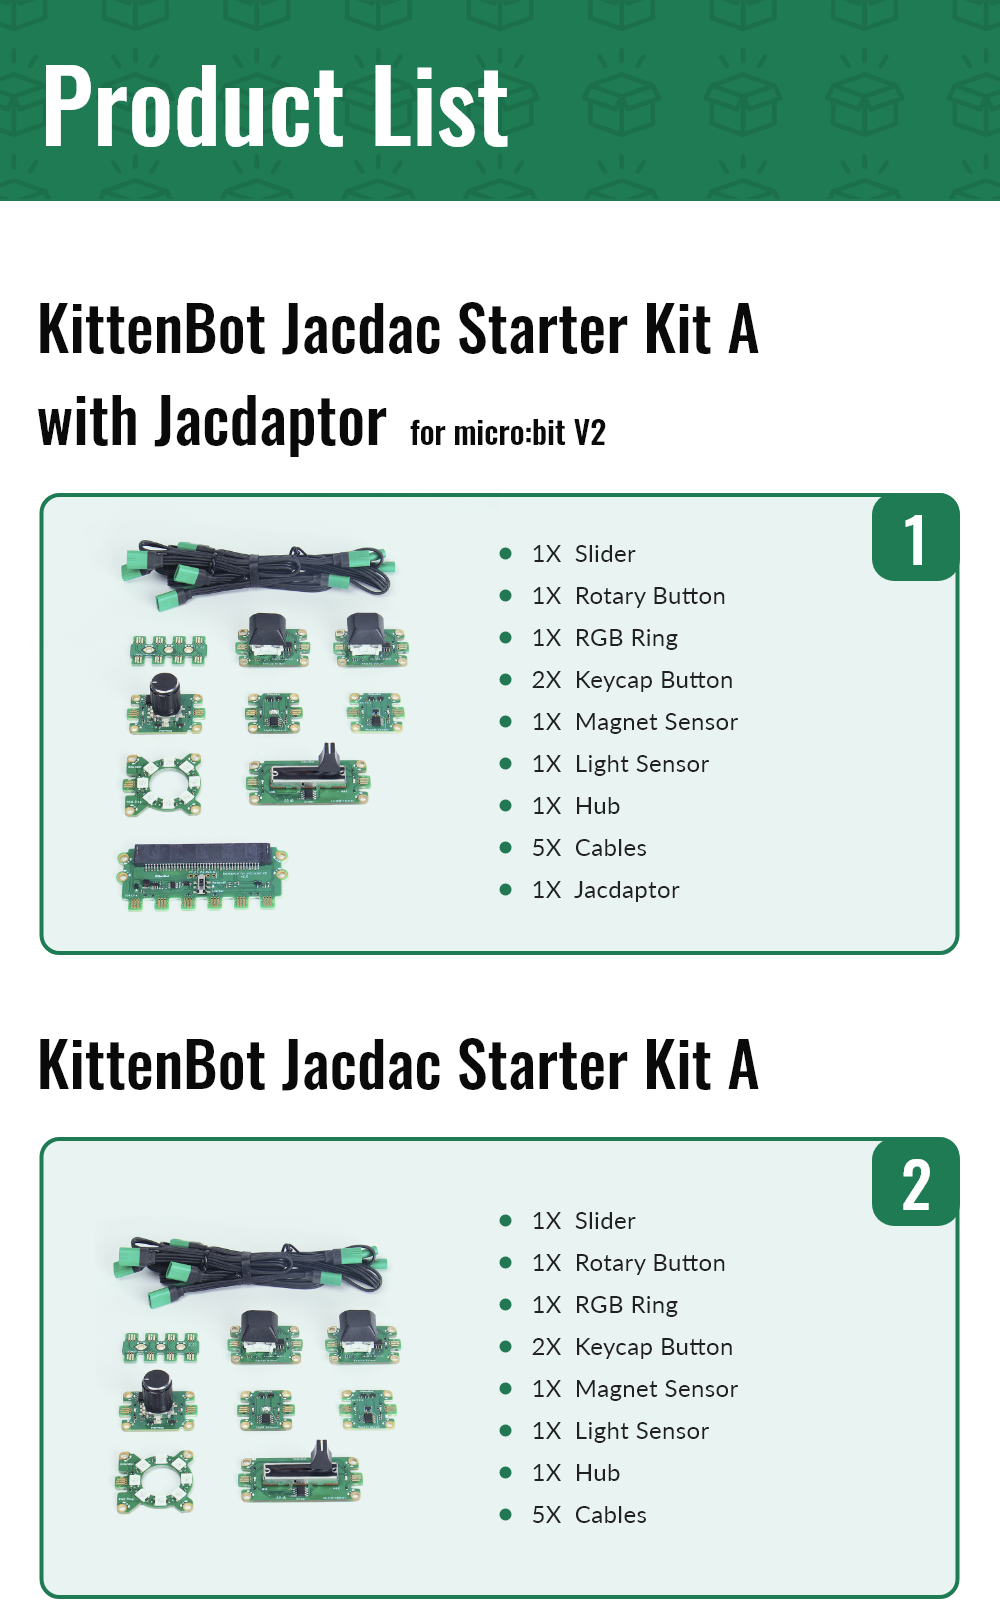 Product List
KittenBot Jacdac Starter Kit A
with Jacdaptor for micro:bit V2
1
1X Slider
1X Rotary Button
1X RGB Ring
2X Keycap Button
1X Magnet Sensor
1X Light Sensor
1X Hub
5X Cables
1X Jacdaptor
KittenBot Jacdac Starter Kit A
2
1X Slider
1X Rotary Button
1X RGB Ring
2X Keycap Button
1X Magnet Sensor
1X Light Sensor
1X Hub
5X Cables